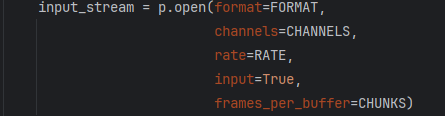 input_stream = p.open(format=FORMAT,
channels=CHANNELS,
rate=RATE,
input=True,
frames_per_buffer=CHUNKS)